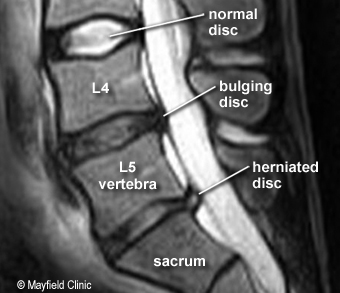 normal
disc
L4
bulging
disc
L5
vertebra
herniated
disc
sacrum
© Mayfield Clinic